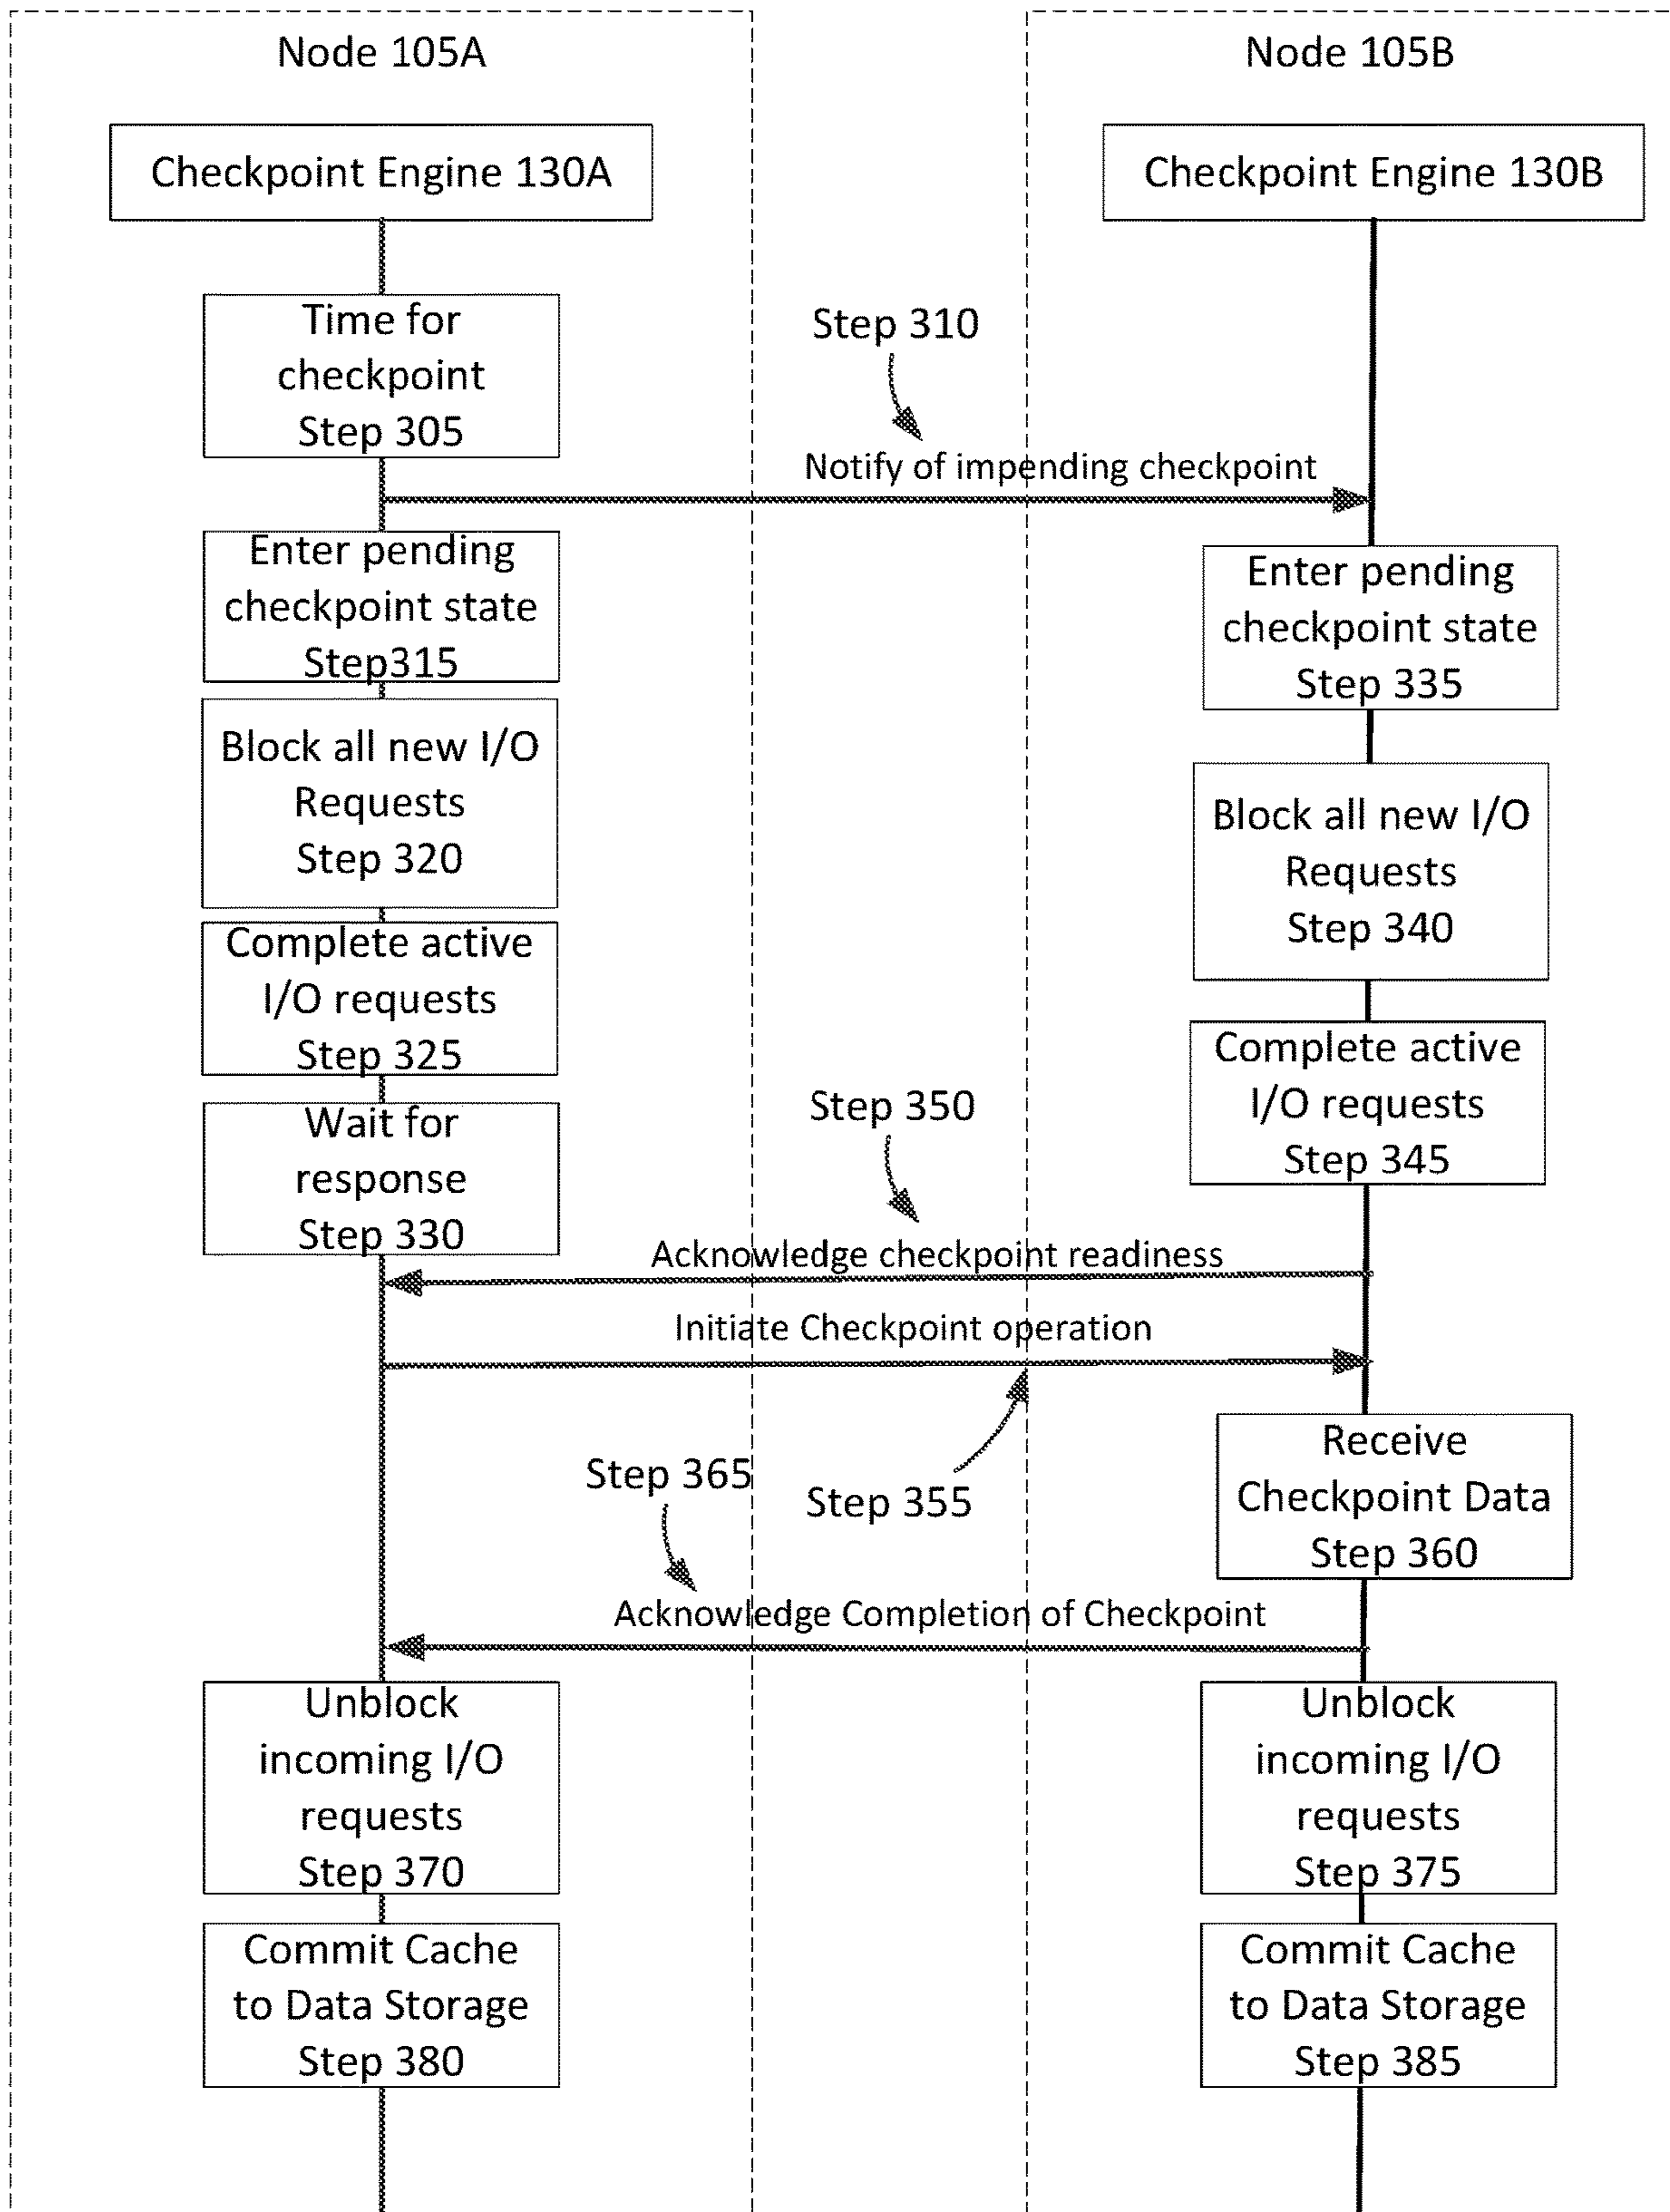 Node 105A
Node 105B
Checkpoint Engine 130A
Checkpoint Engine 130B
Time for
checkpoint
Step 305
Step 310
Notify of impending checkpoint
Enter pending
checkpoint state
Step315
Enter pending
checkpoint state
Step 335
Block all new I/O
Requests
Step 320
Block all new I/O
Requests
Step 340
Complete active
I/O requests
Step 325
Complete active
I/O requests
Step 345
Wait for
response
Step 330
Step 350
Acknowledge checkpoint readiness
Initiate Checkpoint operation
Step 355
Receive
Checkpoint Data
Step 360
Step 365
Acknowledge Completion of Checkpoint
Unblock
incoming I/O
requests
Step 370
Unblock
incoming I/O
requests
Step 375
Commit Cache
to Data Storage
Step 380
Commit Cache
to Data Storage
Step 385